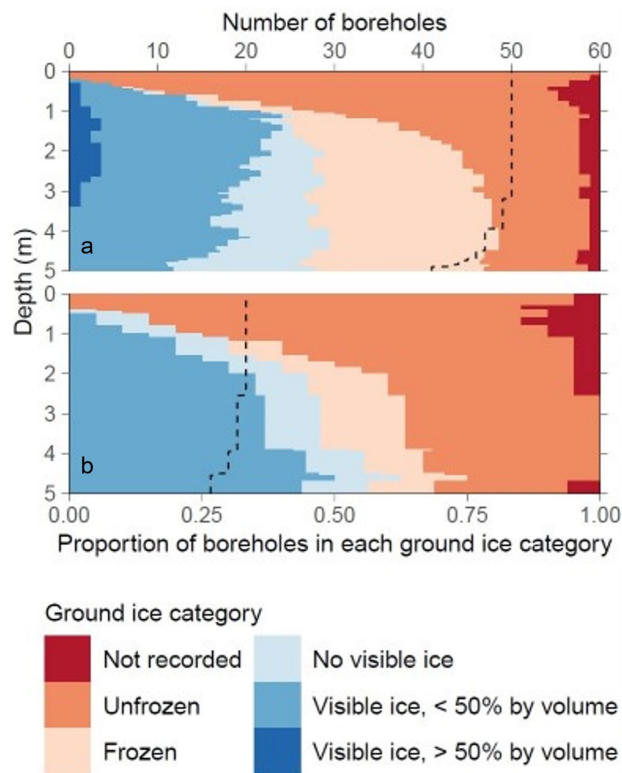 Number of boreholes
0 10 20 30 40 50 60
0
1
2
3
4
5
a
Depth (m)
0
1
2
3
4
5
b
0.00 0.25 0.50 0.75 1.00
Proportion of boreholes in each ground ice category
Ground ice category
Not recorded
Unfrozen
Frozen
No visible ice
Visible ice, < 50% by volume
Visible ice, > 50% by volume